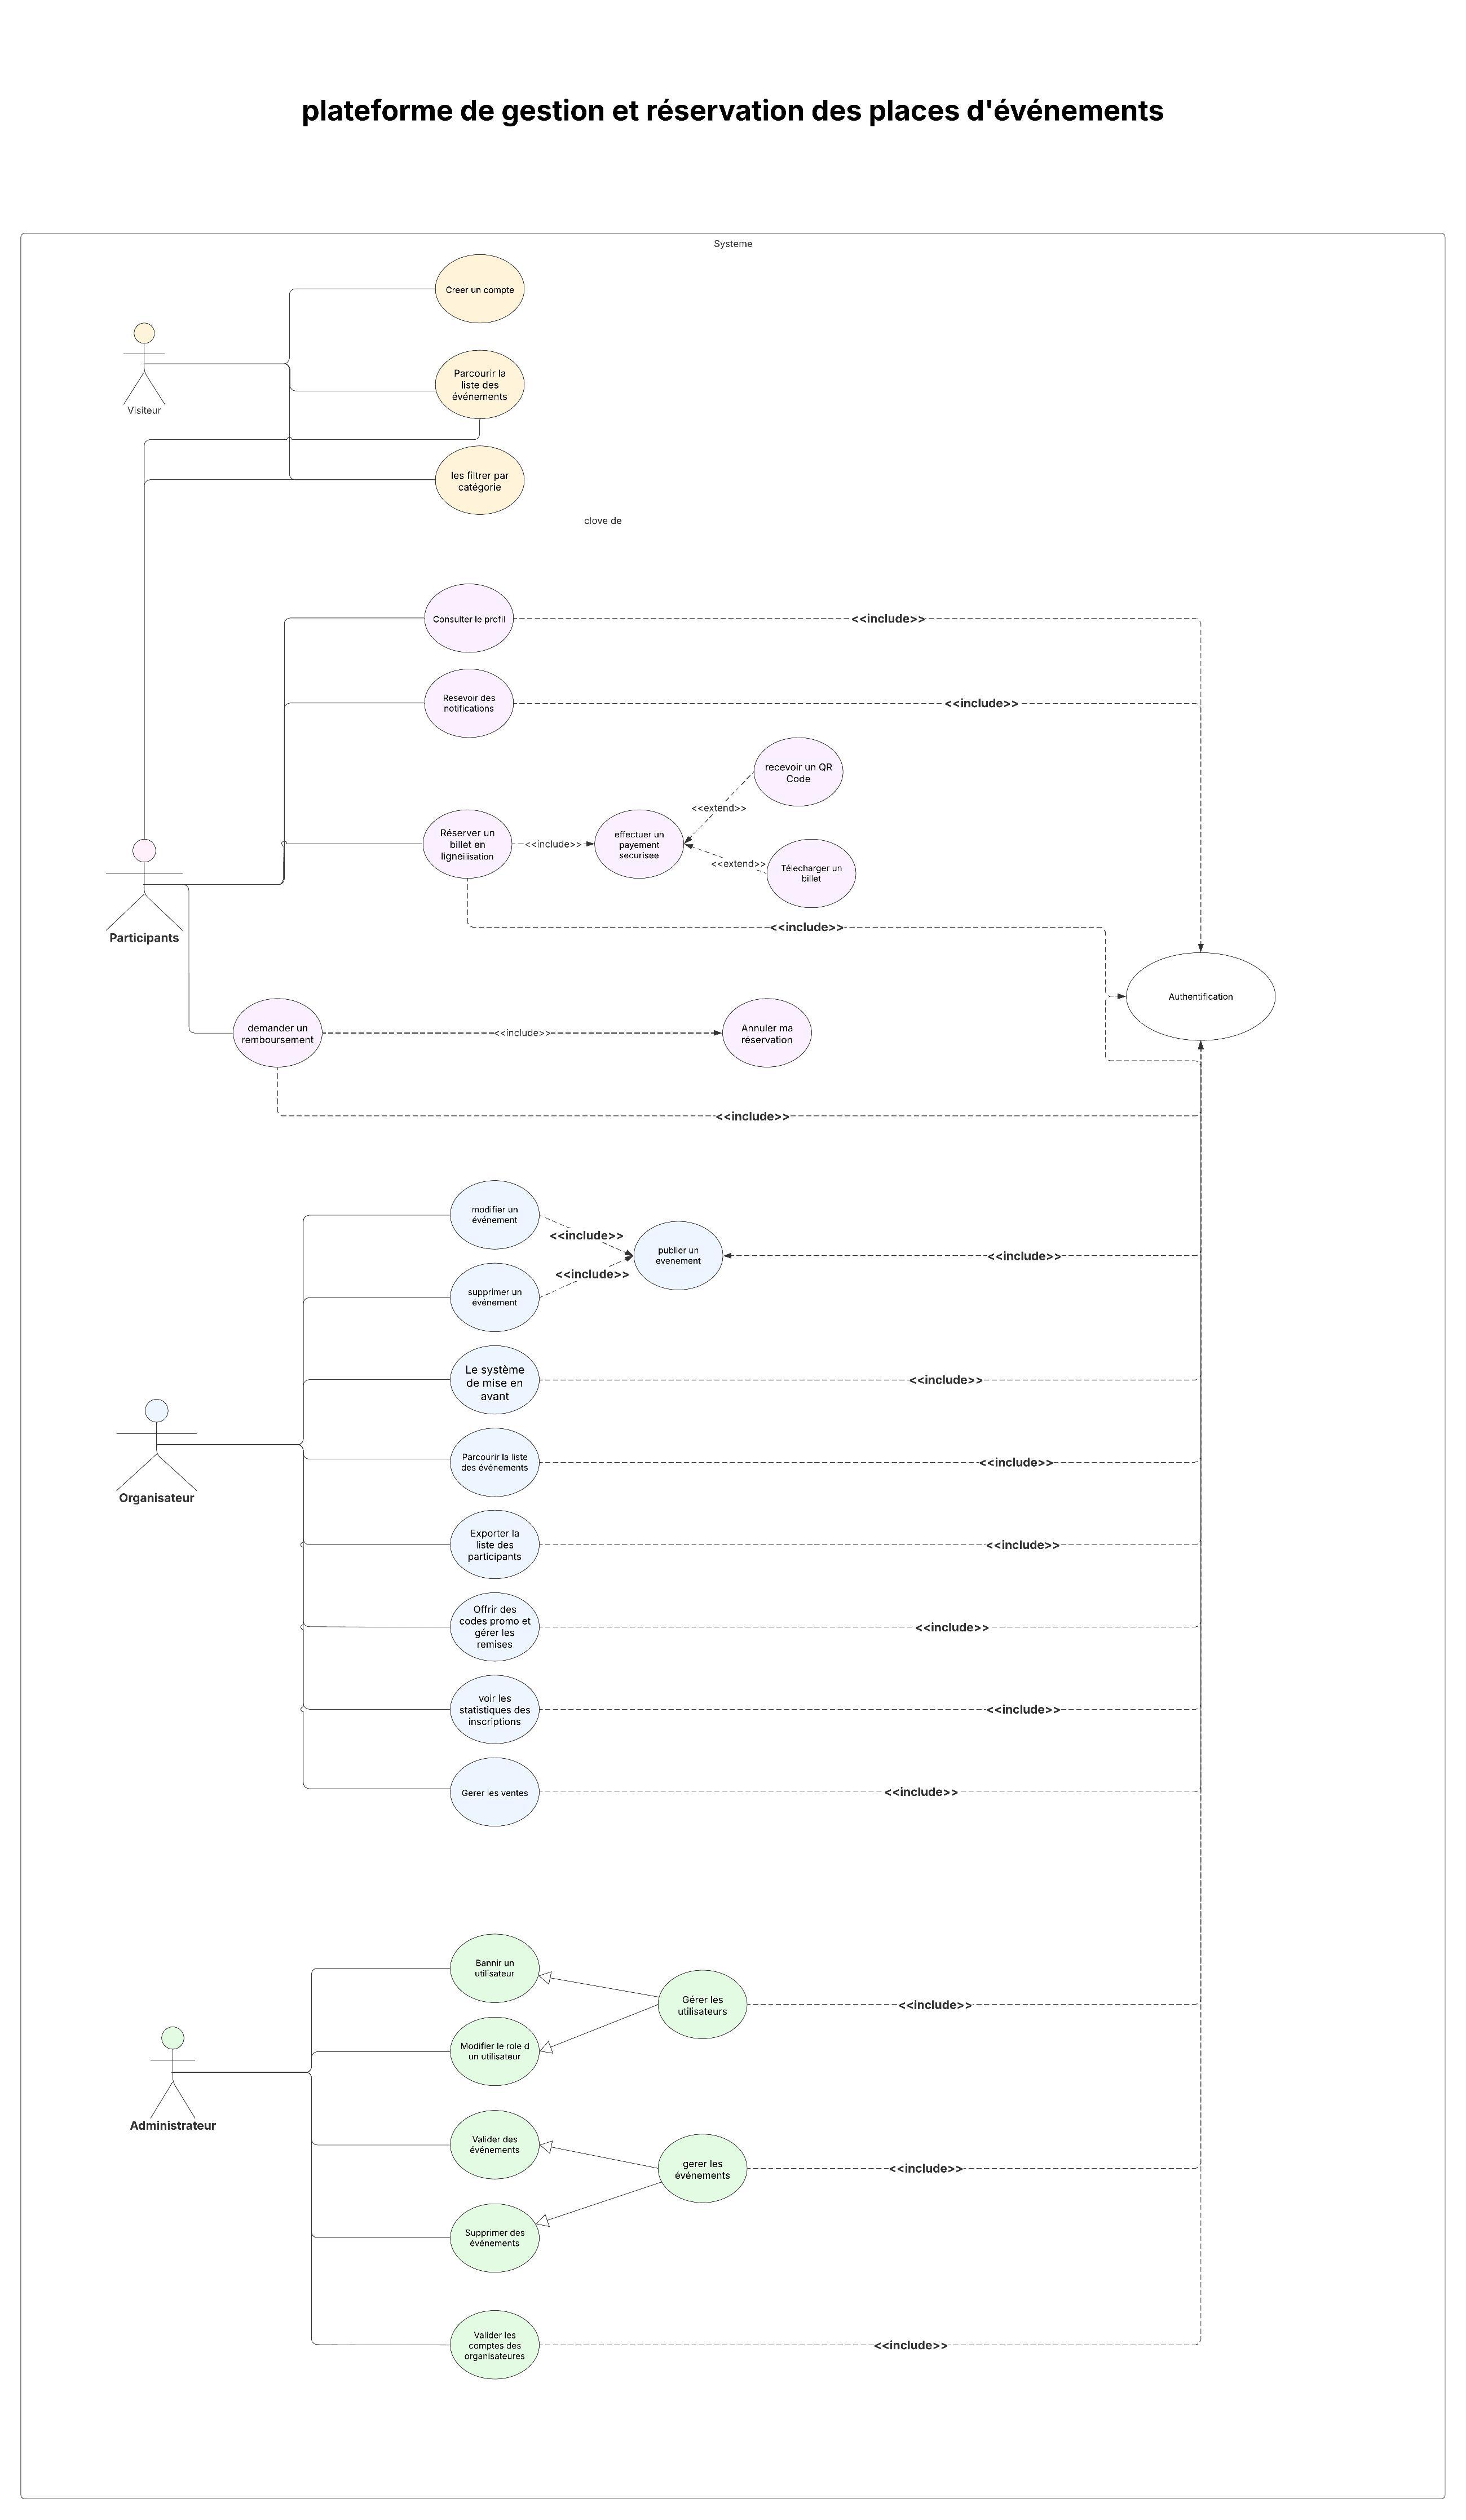 plateforme de gestion et réservation des places d'événements
Systeme
Creer un compte
Parcourir la
liste des
événements
Visiteur
les filtrer par
catégorie
clove de
Consulter le profil
<<include>>
Resevoir des
notifications
<<include>>
recevoir un QR
Code
<<extend>>
Réserver un
billet en
ligneilisation
<<include>>
effectuer un
payement
securisee
<<extend>>
Télecharger un
billet
<<include>>
Participants
Authentification
demander un
remboursement
<<include>>
Annuler ma
réservation
<<include>>
modifier un
événement
<<include>>
publier un
evenement
<<include>>
<<include>>
supprimer un
événement
Le système
de mise en
avant
<<include>>
Organisateur
Parcourir la liste
des événements
<<include>>
Exporter la
liste des
participants
<<include>>
Offrir des
codes promo et
gérer les
remises
<<include>>
voir les
statistiques des
inscriptions
<<include>>
Gerer les ventes
<<include>>
Bannir un
utilisateur
Gérer les
utilisateurs
<<include>>
Modifier le role d
un utilisateur
Administrateur
Valider des
événements
gerer les
événements
<<include>>
Supprimer des
événements
Valider les
comptes des
organisateures
<<include>>